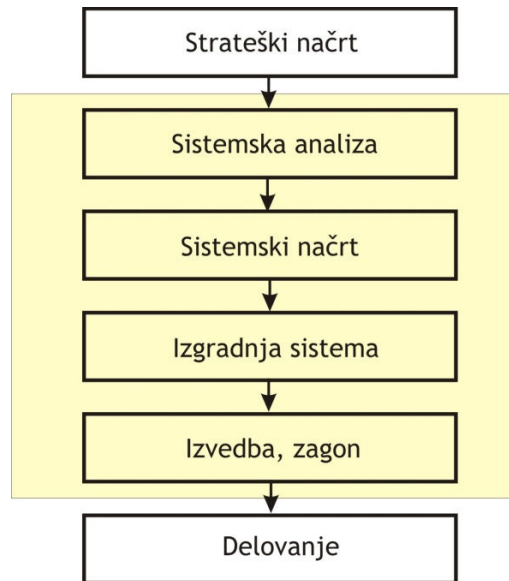 Strateški načrt
Sistemska analiza
Sistemski načrt
Izgradnja sistema
Izvedba, zagon
Delovanje